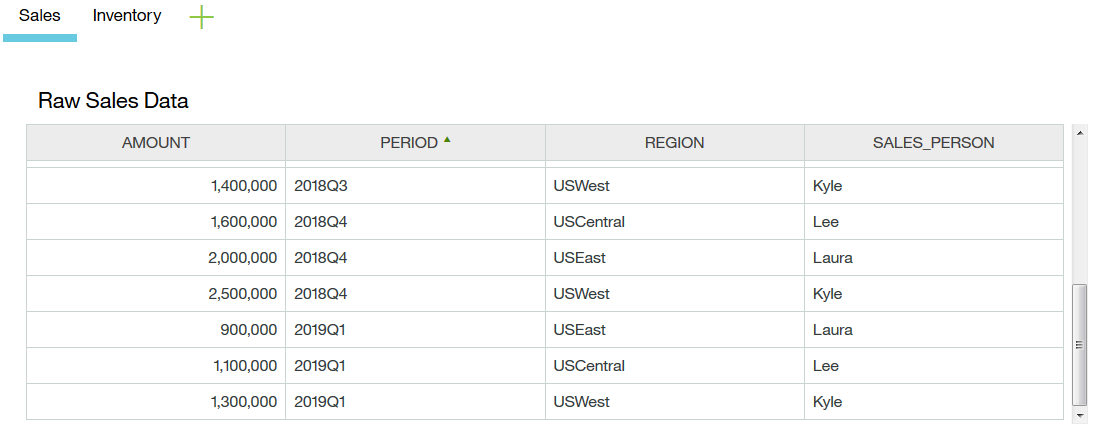 Sales Inventory
Raw Sales Data
AMOUNT PERIOD REGION SALES_PERSON
1,400,000 2018Q3 USWest Kyle
1,600,000 2018Q4 USCentral Lee
2,000,000 2018Q4 USEast Laura
2,500,000 2018Q4 USWest Kyle
900,000 2019Q1 USEast Laura
1,100,000 2019Q1 USCentral Lee
1,300,000 2019Q1 USWest Kyle